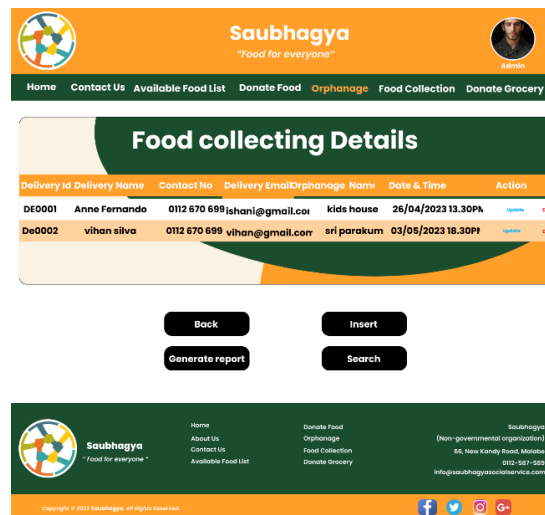 Saubhagya
"Food for everyone"
Admin
Home Contact Us Available Food List Donate Food Orphanage Food Collection Donate Grocery
Food collecting Details
Delivery Id Delivery Name Contact No Delivery Email Orphanage Name Date & Time Action
DE0001 Anne Fernando 0112 670 699 ishani@gmail.com kids house 26/04/2023 13.30PM Update
De0002 vihan silva 0112 670 699 vihan@gmail.com sri parakum 03/05/2023 18.30PM Update
Back Insert
Generate report Search
Saubhagya
"Food for everyone"
Home
About Us
Contact Us
Available Food List
Donate Food
Orphanage
Food Collection
Donate Grocery
Saubhagya
(Non-governmental organization)
55, New Kandy Road, Malabe
0112-587-589
info@saubhagyasocialservice.com
Copyright © 2023 Saubhagya. All Rights Reserved.